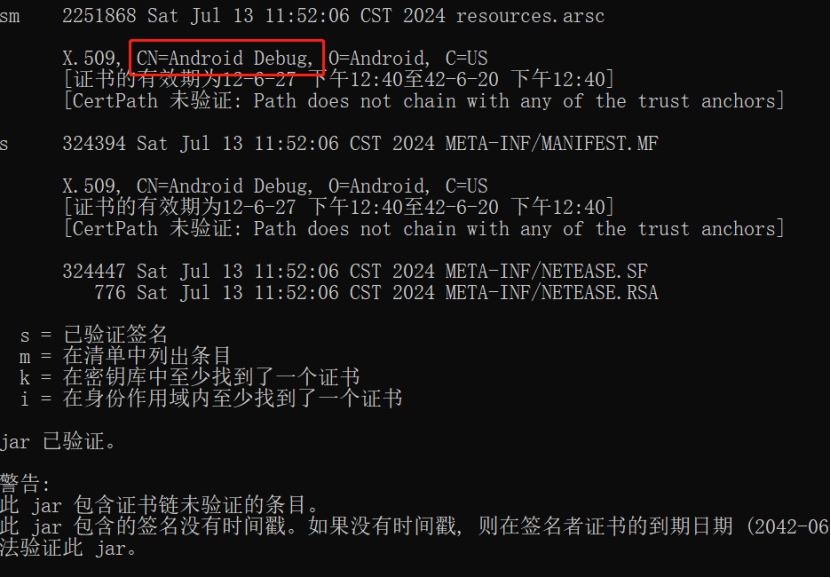 sm 2251868 Sat Jul 13 11:52:06 CST 2024 resources.arsc
X.509, CN=Android Debug, O=Android, C=US
[证书的有效期为12-6-27 下午12:40至42-6-20 下午12:40]
[CertPath 未验证: Path does not chain with any of the trust anchors]
s 324394 Sat Jul 13 11:52:06 CST 2024 META-INF/MANIFEST.MF
X.509, CN=Android Debug, O=Android, C=US
[证书的有效期为12-6-27 下午12:40至42-6-20 下午12:40]
[CertPath 未验证: Path does not chain with any of the trust anchors]
324447 Sat Jul 13 11:52:06 CST 2024 META-INF/NETEASE.SF
776 Sat Jul 13 11:52:06 CST 2024 META-INF/NETEASE.RSA
s = 已验证签名
m = 在清单中列出条目
k = 在密钥库中至少找到了一个证书
i = 在身份作用域内至少找到了一个证书
jar 已验证。
警告:
此 jar 包含证书链未验证的条目。
此 jar 包含的签名没有时间戳。如果没有时间戳, 则在签名者证书的到期日期 (2042-06
法验证此 jar。